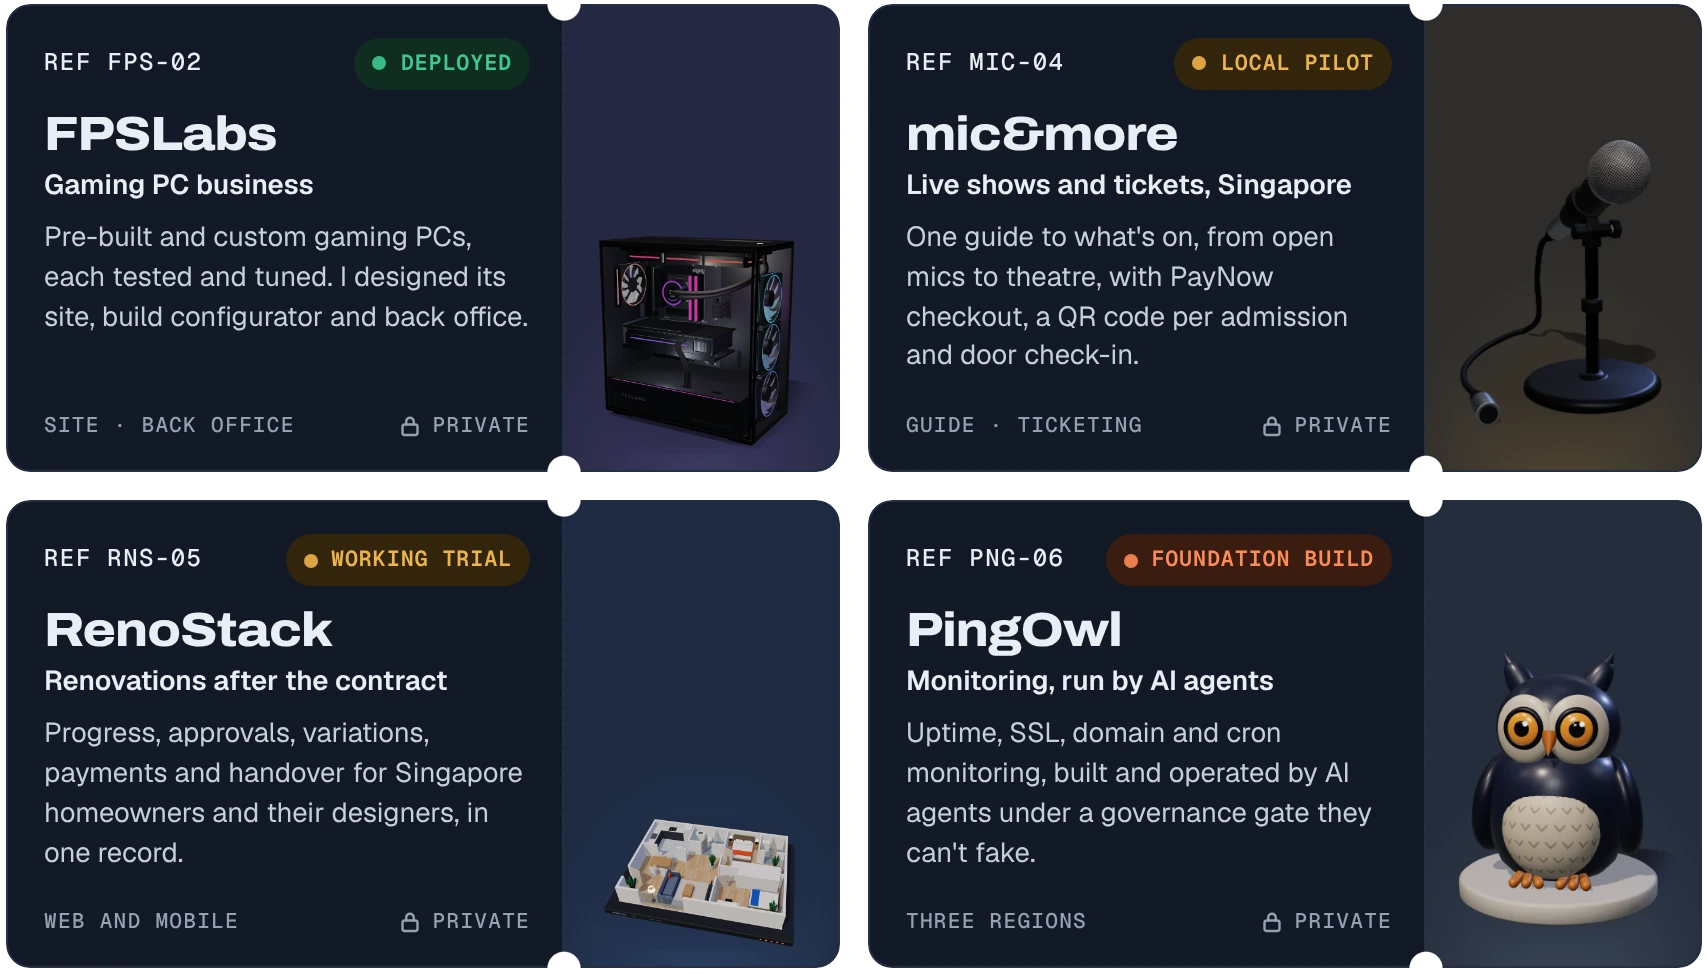 REF FPS-02
DEPLOYED
FPSLabs
Gaming PC business
Pre-built and custom gaming PCs,
each tested and tuned. I designed its
site, build configurator and back office.
SITE · BACK OFFICE
PRIVATE
REF MIC-04
LOCAL PILOT
mic&more
Live shows and tickets, Singapore
One guide to what's on, from open
mics to theatre, with PayNow
checkout, a QR code per admission
and door check-in.
GUIDE · TICKETING
PRIVATE
REF RNS-05
WORKING TRIAL
RenoStack
Renovations after the contract
Progress, approvals, variations,
payments and handover for Singapore
homeowners and their designers, in
one record.
WEB AND MOBILE
PRIVATE
REF PNG-06
FOUNDATION BUILD
PingOwl
Monitoring, run by AI agents
Uptime, SSL, domain and cron
monitoring, built and operated by AI
agents under a governance gate they
can't fake.
THREE REGIONS
PRIVATE